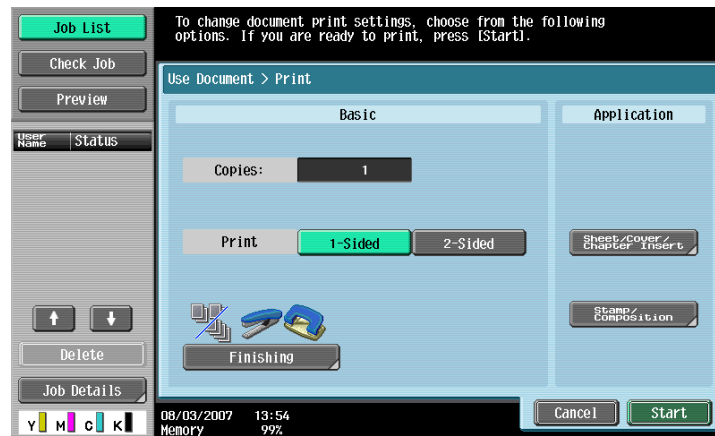 Job List
Check Job
Preview
User Name
Status
Delete
Job Details
Y M C K
To change document print settings, choose from the following
options. If you are ready to print, press [Start].
Use Document > Print
Basic
Application
Copies:
1
Print
1-Sided
2-Sided
Sheet/Cover/
Chapter Insert
Stamp/
Composition
Finishing
08/03/2007 13:54
Memory 99%
Cancel
Start